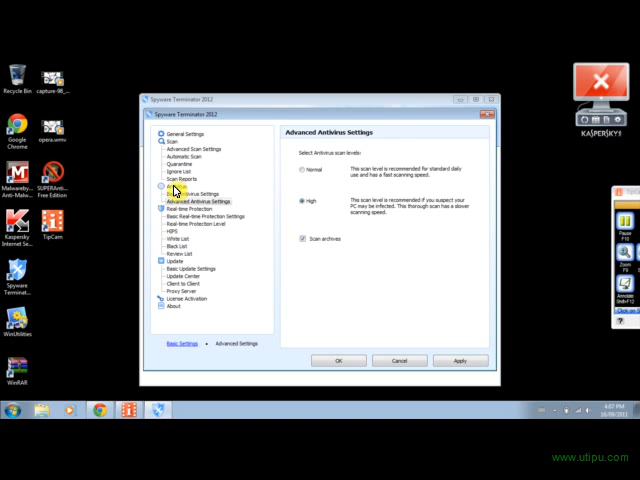 Recycle Bin
capture-96_...
Google Chrome
opera.wmv
Malwareby... Anti-Malw...
SUPERAnti... Free Edition
Kaspersky Internet Se...
TipCam
Spyware Terminat...
WinUtilities
WinRAR
Spyware Terminator 2012
Spyware Terminator 2012
General Settings
Scan
Advanced Scan Settings
Automatic Scan
Quarantine
Ignore List
Scan Reports
Antivirus Settings
Advanced Antivirus Settings
Real-time Protection
Basic Real-time Protection Settings
Real-time Protection Level
HIPS
White List
Black List
Review List
Update
Basic Update Settings
Update Center
Client to Client
Proxy Server
License Activation
About
Basic Settings • Advanced Settings
Advanced Antivirus Settings
Select Antivirus scan levels:
Normal
This scan level is recommended for standard daily
use and has a fast scanning speed.
High
This scan level is recommended if you suspect your
PC may be infected. This thorough scan has a slower
scanning speed.
Scan archives
OK
Cancel
Apply
KASPERSKY
TipCa
Pause
F10
Zoom
F9
Annotate
Shift+F12
Click on S
4:07 PM
16/09/2011
www.utipu.com